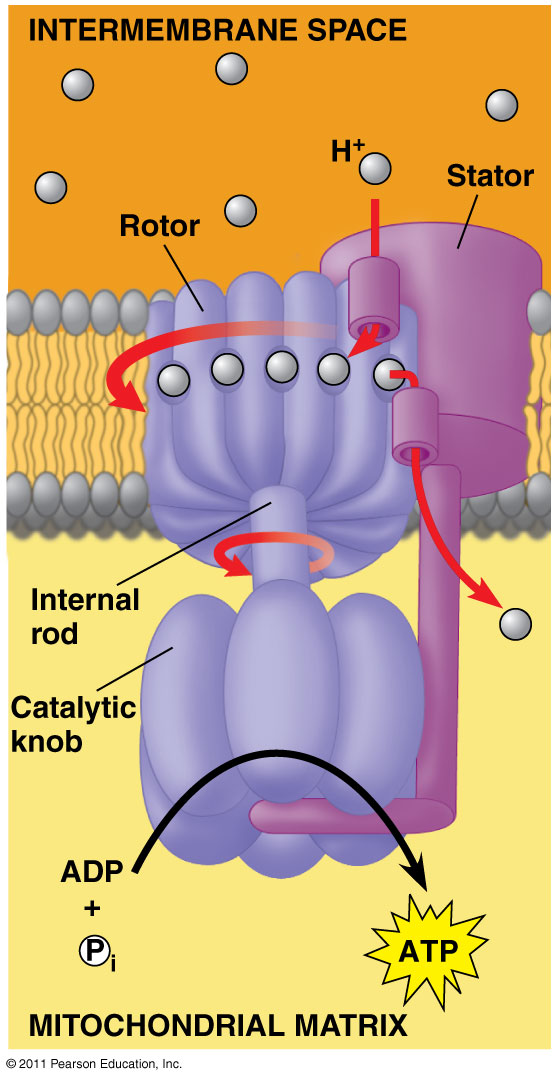 INTERMEMBRANE SPACE
H+
Stator
Rotor
Internal
rod
Catalytic
knob
ADP
+
Pi
ATP
MITOCHONDRIAL MATRIX
© 2011 Pearson Education, Inc.